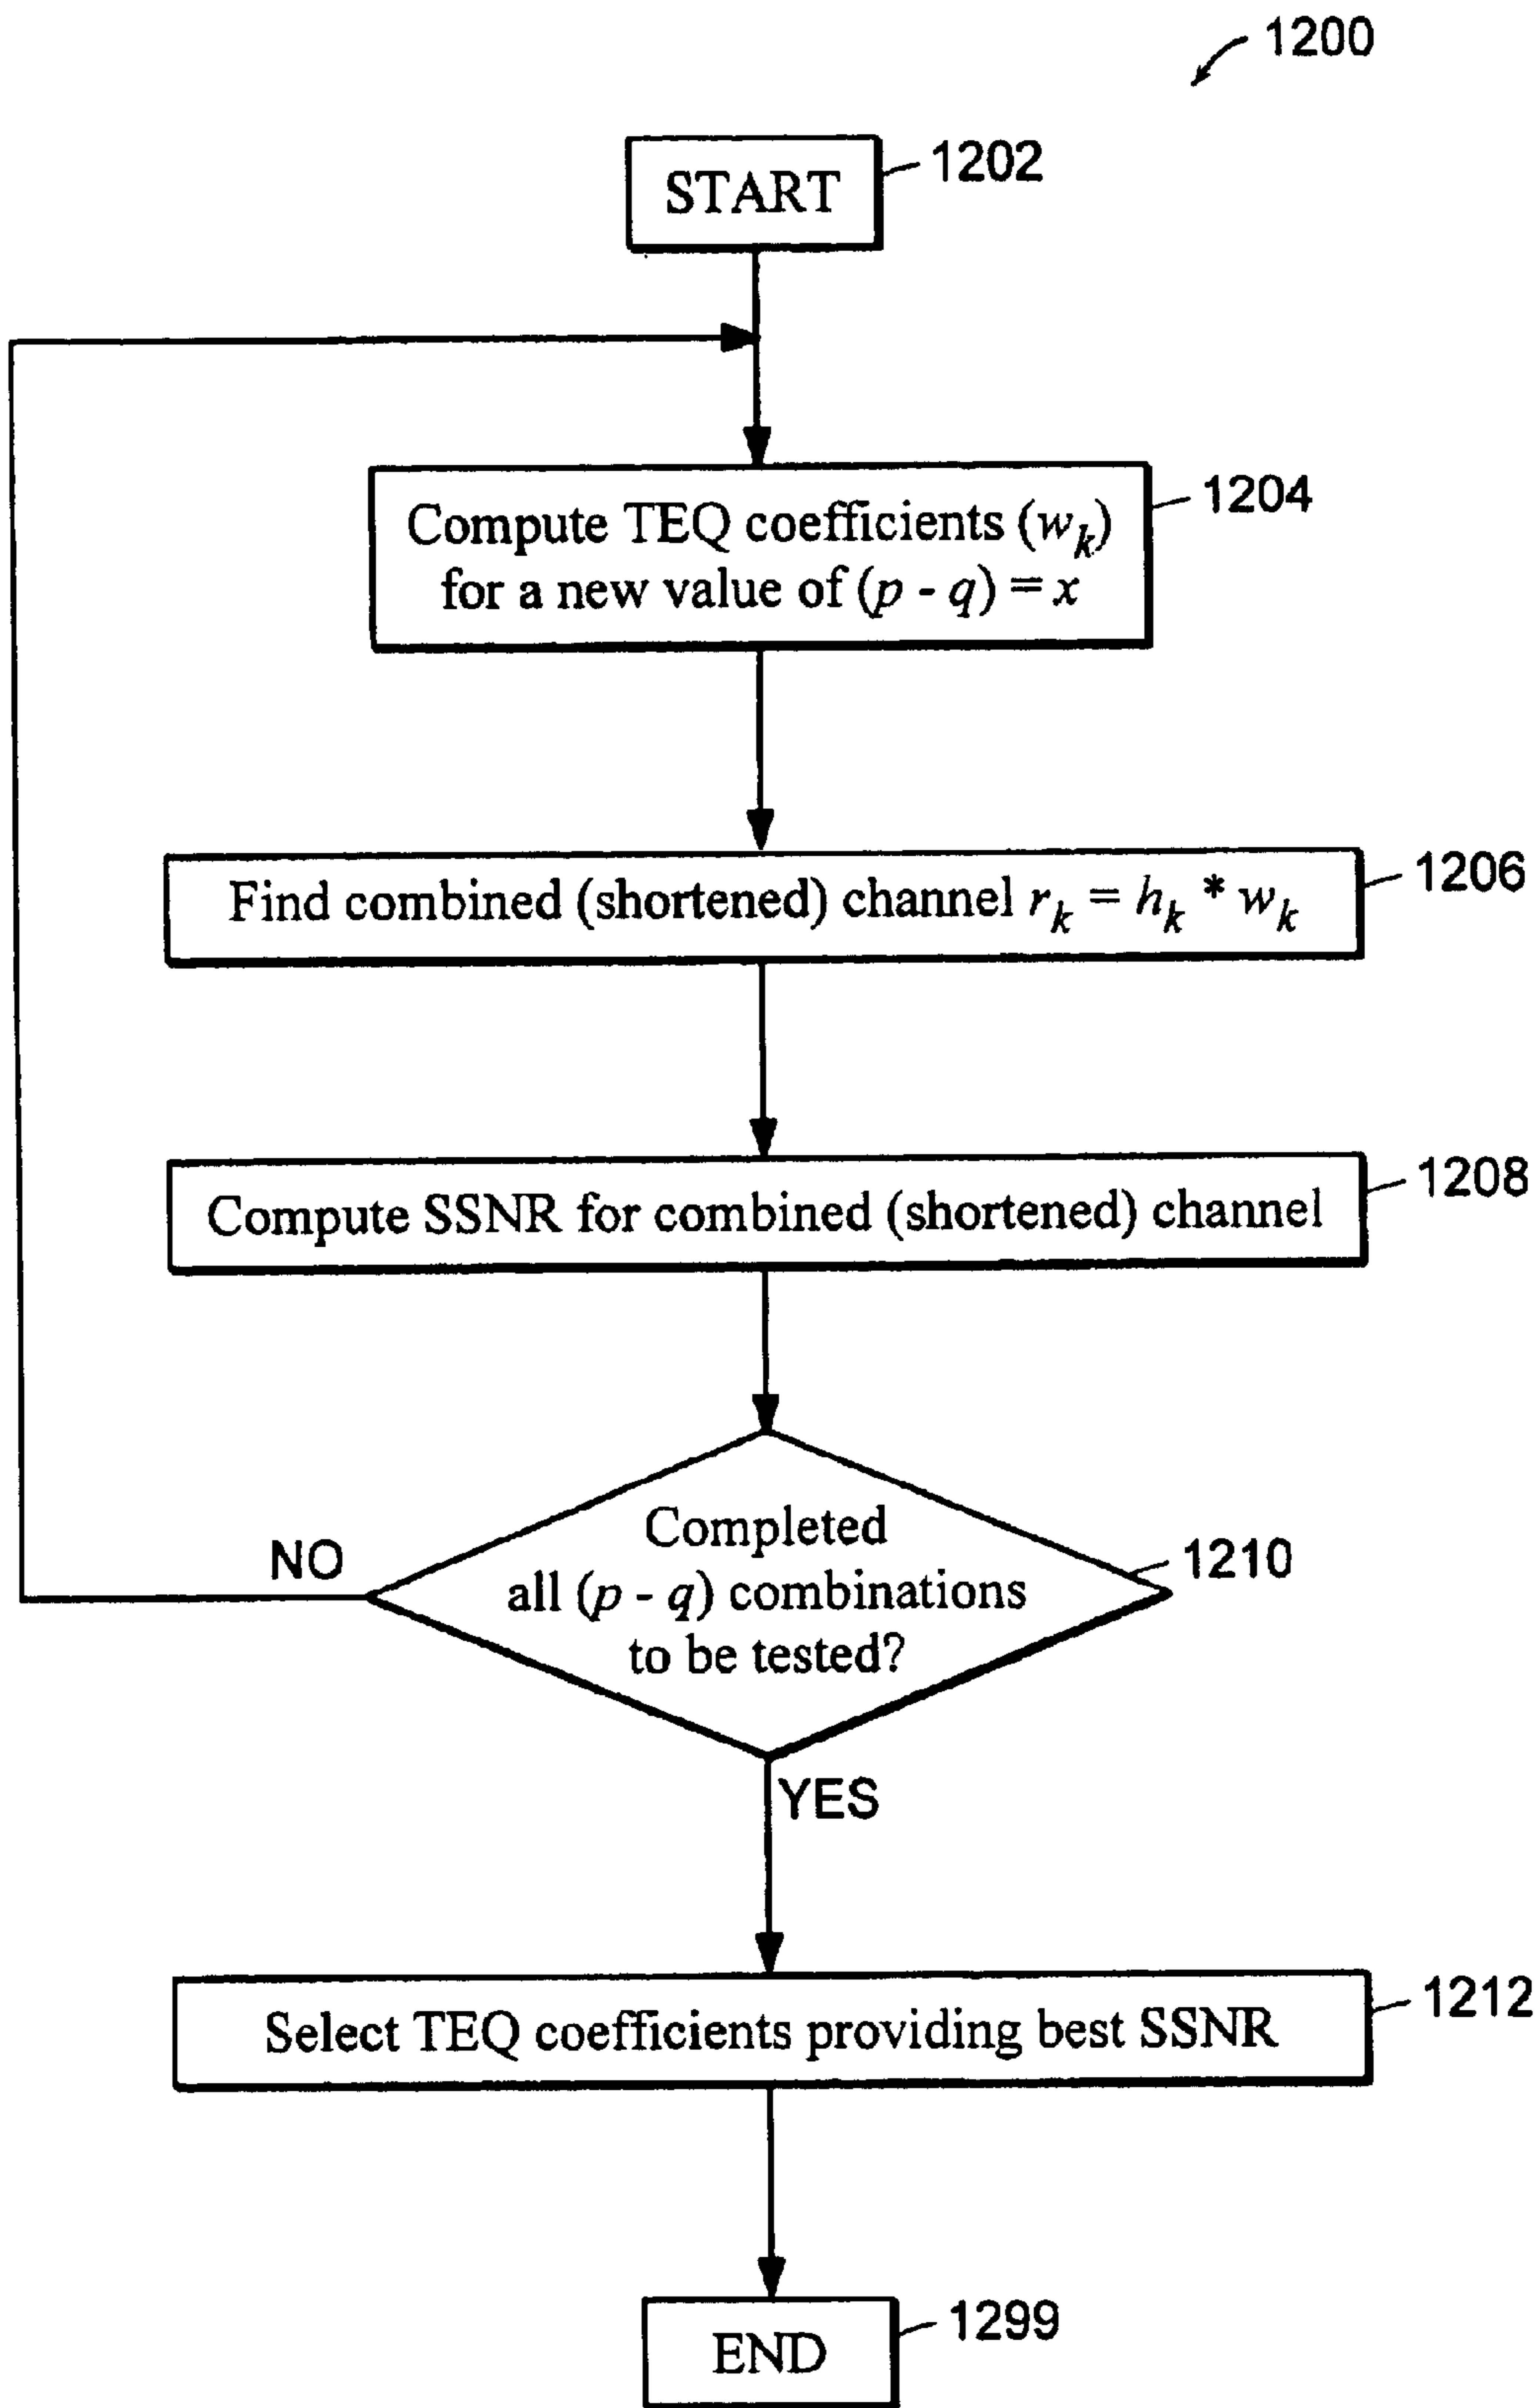 1200
START
1202
Compute TEQ coefficients (w_k)
for a new value of (p - q) = x
1204
Find combined (shortened) channel r_k = h_k * w_k
1206
Compute SSNR for combined (shortened) channel
1208
Completed
all (p - q) combinations
to be tested?
1210
NO
YES
Select TEQ coefficients providing best SSNR
1212
END
1299